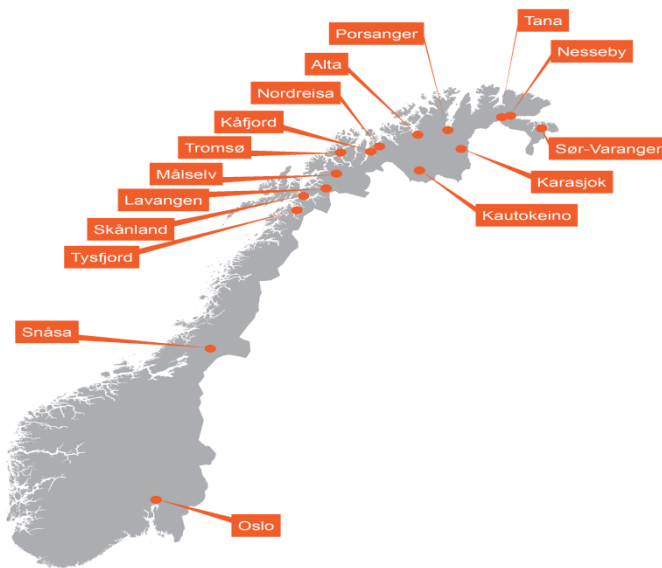 Tana
Porsanger
Nesseby
Alta
Nordreisa
Kåfjord
Tromsø
Sør-Varanger
Målselv
Karasjok
Lavangen
Kautokeino
Skånland
Tysfjord
Snåsa
Oslo